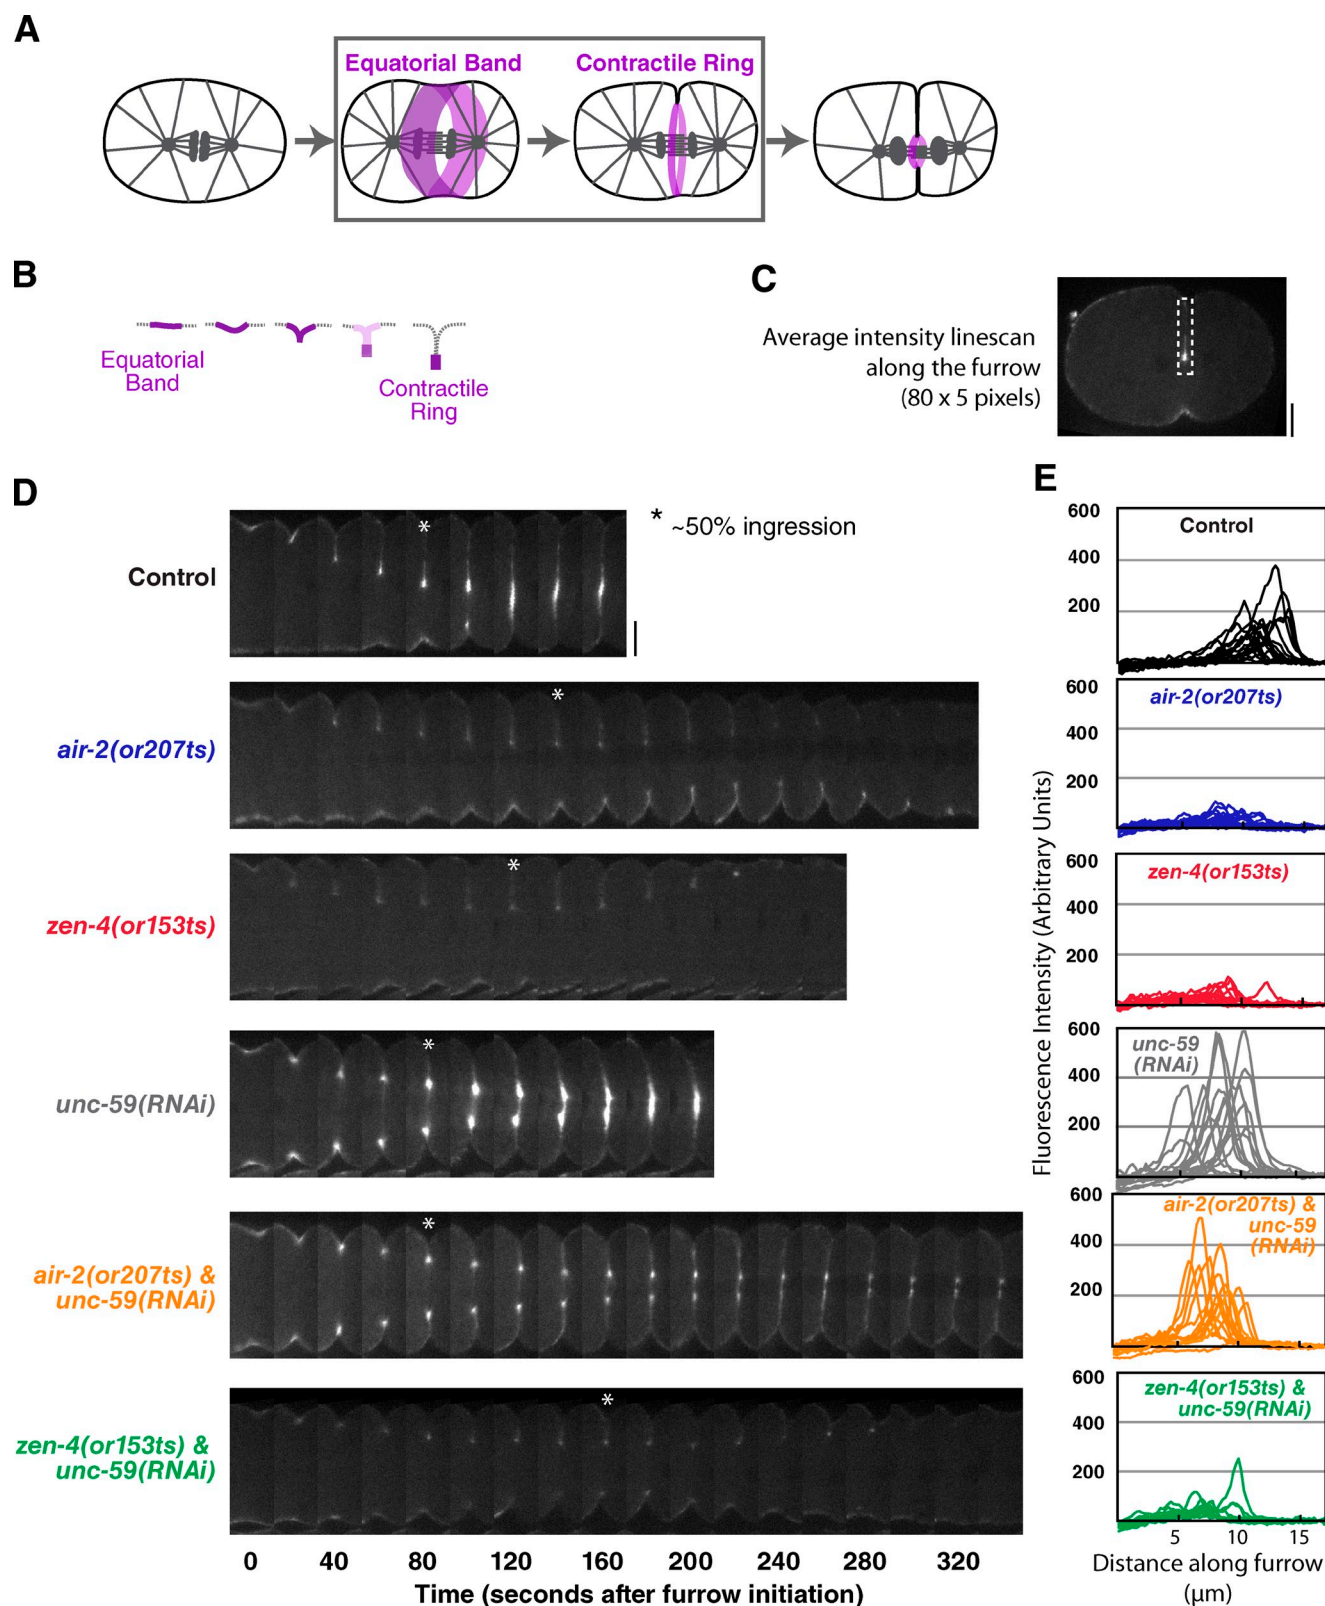 A
Equatorial Band
Contractile Ring
B
Equatorial
Band
Contractile
Ring
C
Average intensity linescan
along the furrow
(80 x 5 pixels)
D
* ~50% ingression
*
Control
*
air-2(or207ts)
*
zen-4(or153ts)
*
unc-59(RNAi)
*
air-2(or207ts) &
unc-59(RNAi)
*
zen-4(or153ts) &
unc-59(RNAi)
0 40 80 120 160 200 240 280 320
Time (seconds after furrow initiation)
E
Fluorescence Intensity (Arbitrary Units)
600
Control
400
200
600
air-2(or207ts)
400
200
600
zen-4(or153ts)
400
200
600
unc-59
(RNAi)
400
200
600
air-2(or207ts) &
unc-59
(RNAi)
400
200
600
zen-4(or153ts) &
unc-59(RNAi)
400
200
5 10 15
Distance along furrow
(μm)